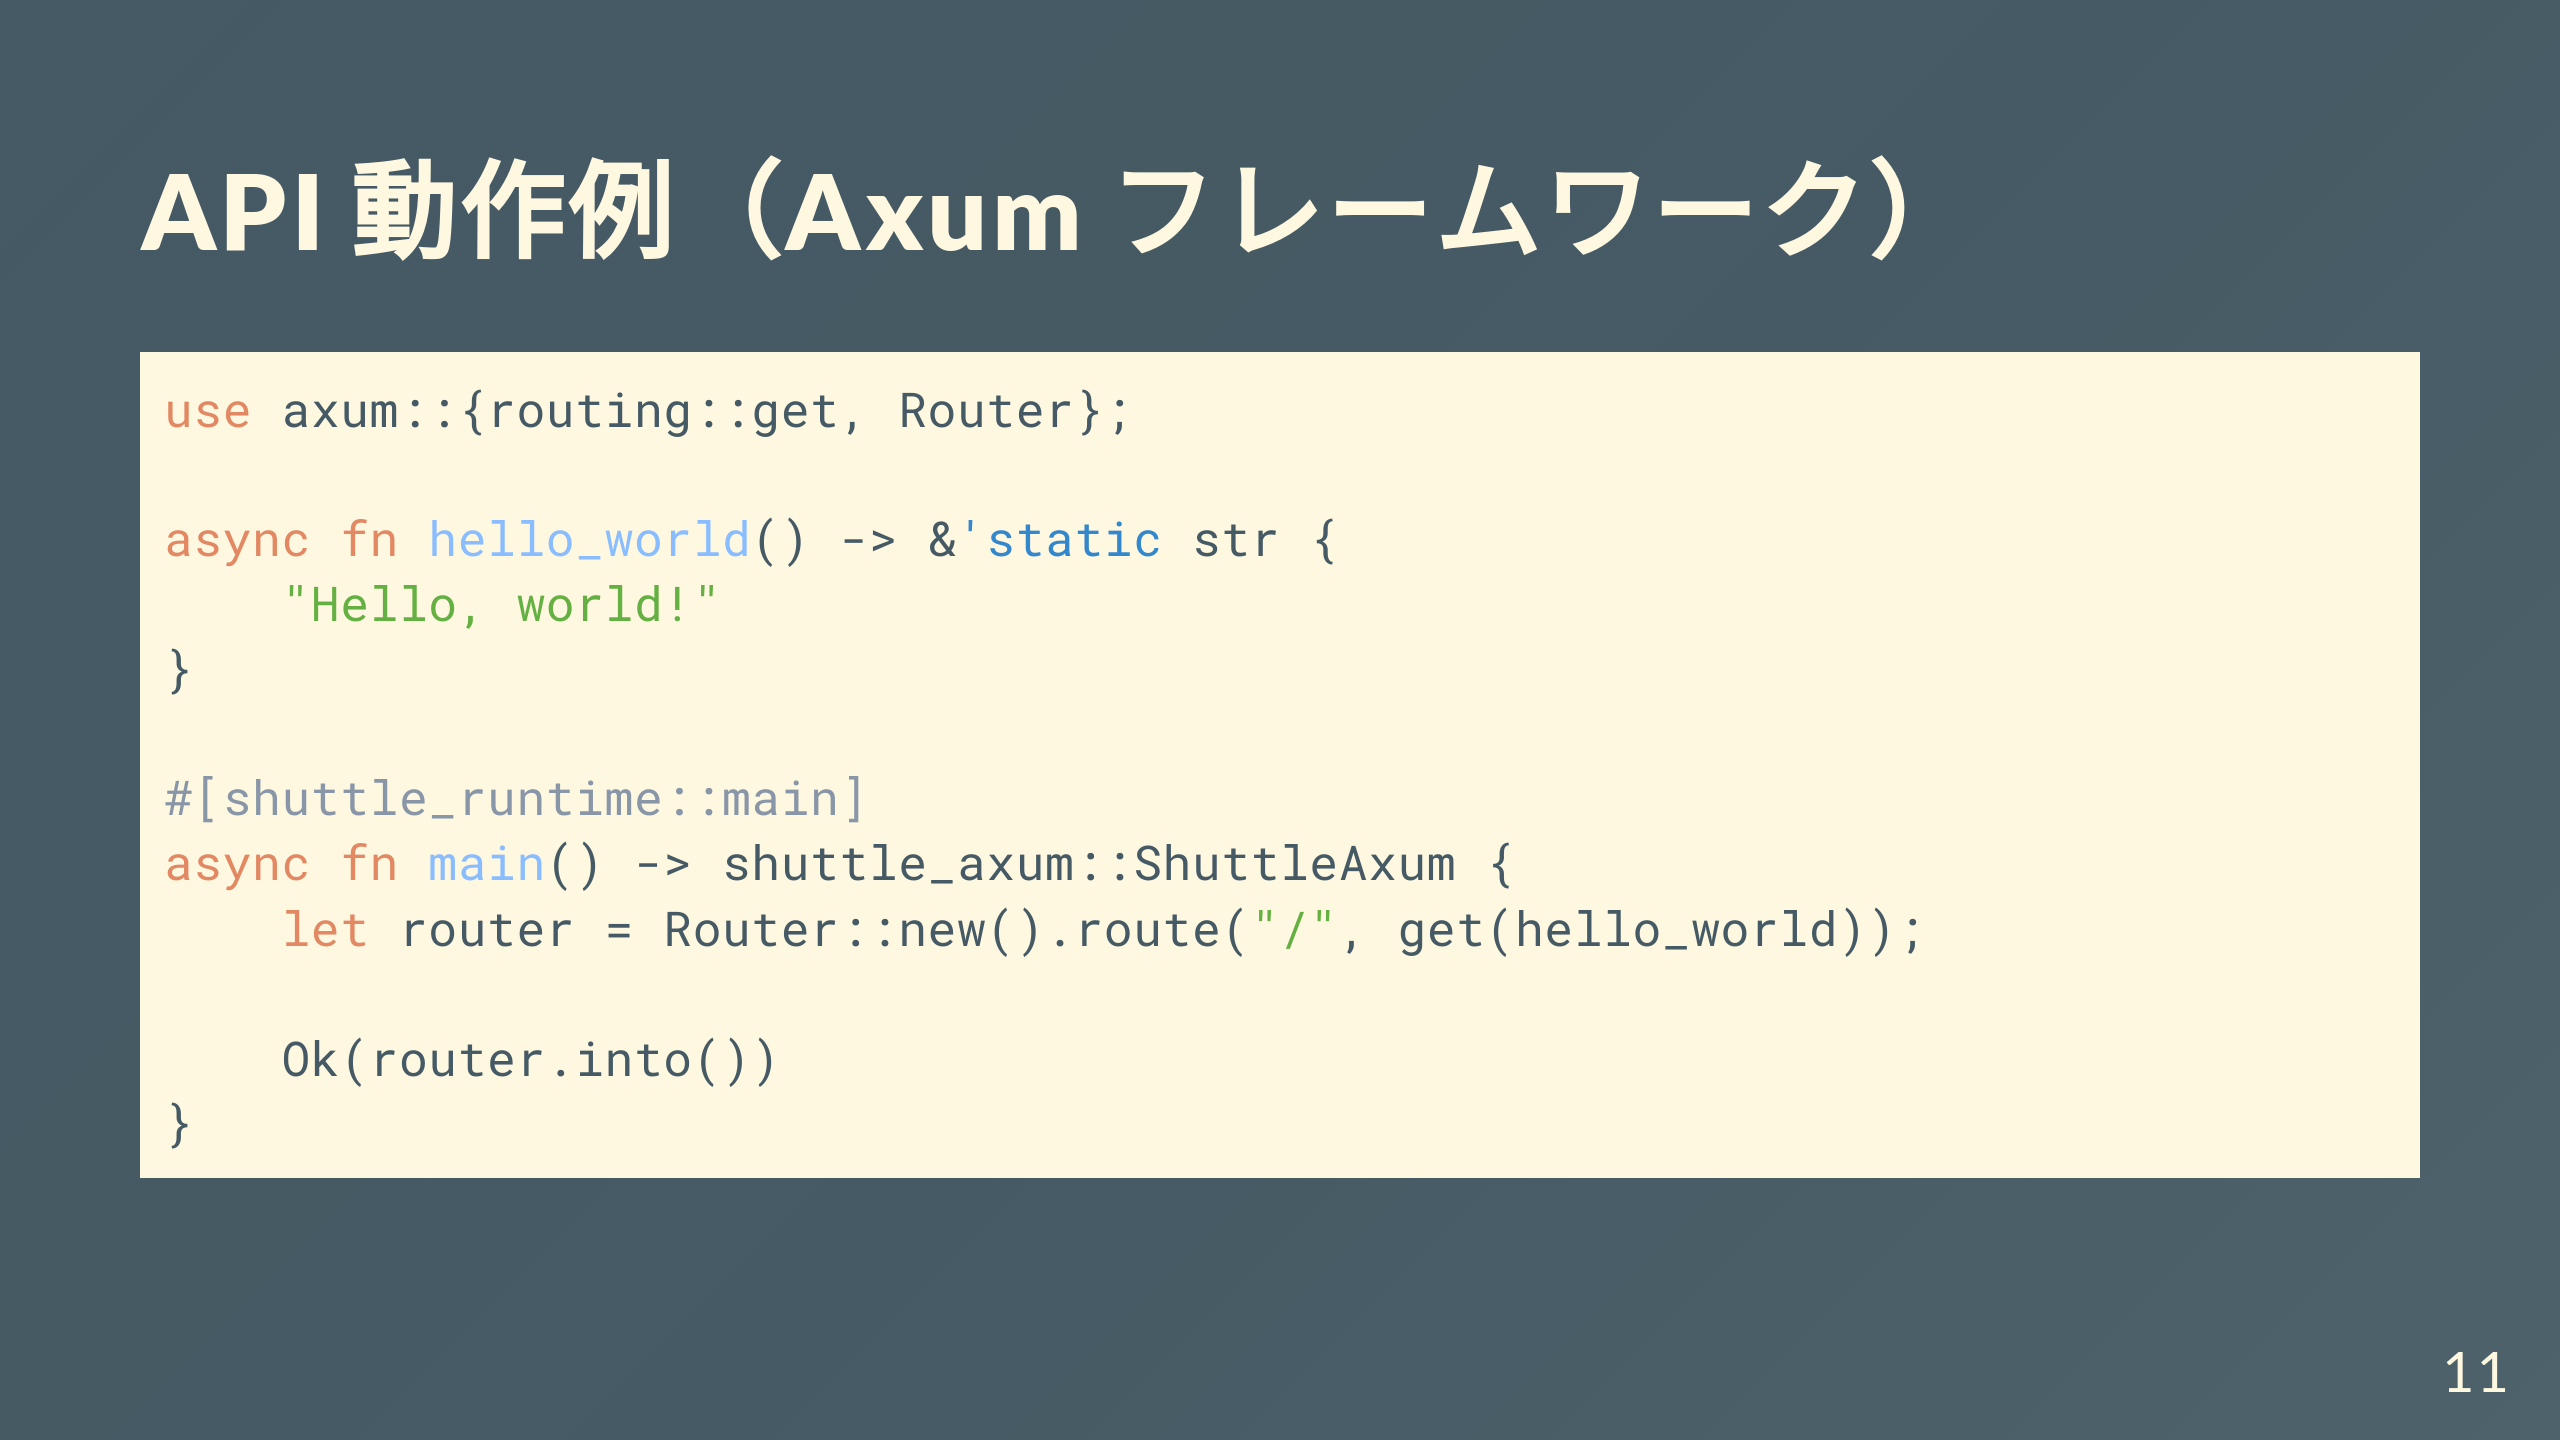 API 動作例（Axum フレームワーク）
use axum::{routing::get, Router};
async fn hello_world() -> &'static str {
    "Hello, world!"
}
#[shuttle_runtime::main]
async fn main() -> shuttle_axum::ShuttleAxum {
    let router = Router::new().route("/", get(hello_world));
    Ok(router.into())
}
11